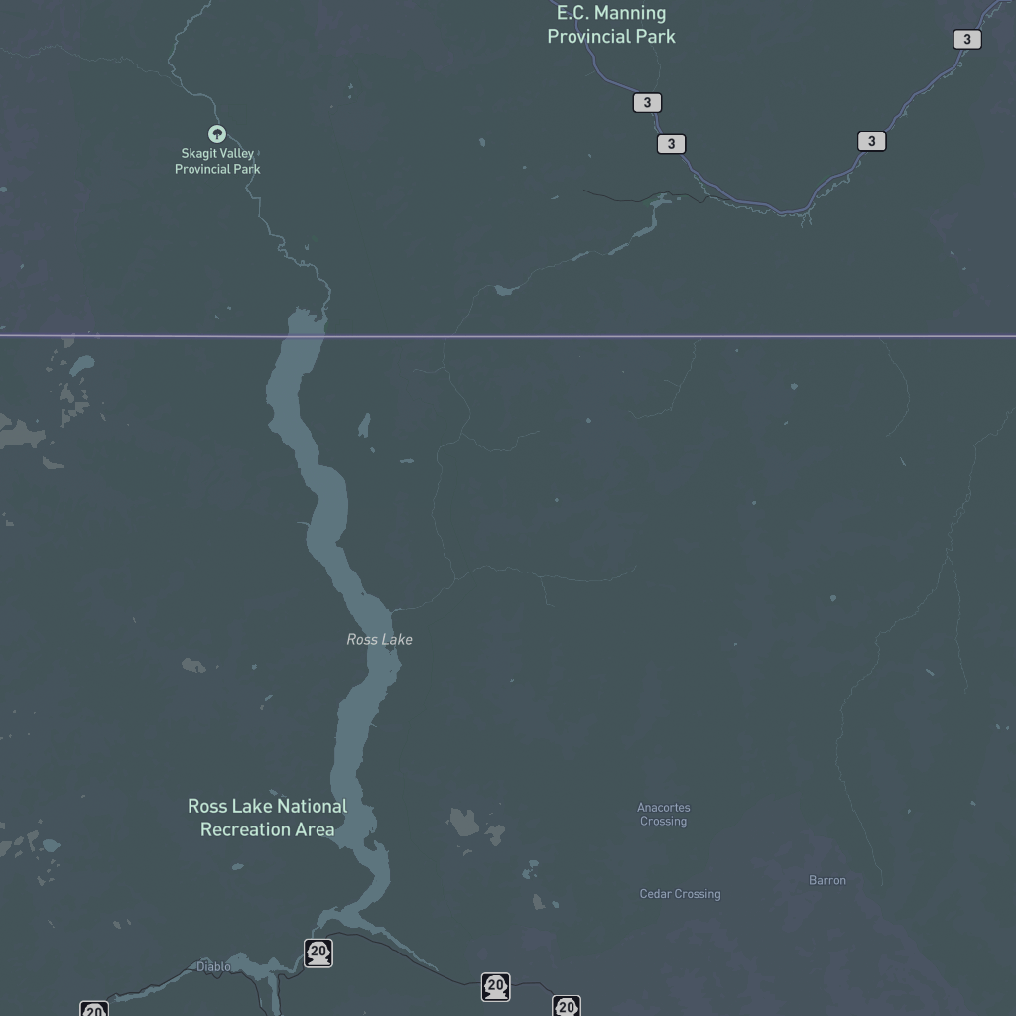 E.C. Manning
Provincial Park
3
3
3
3
Skagit Valley
Provincial Park
Ross Lake
Ross Lake National
Recreation Area
Anacortes
Crossing
Barron
Cedar Crossing
20
Diablo
20
20
20